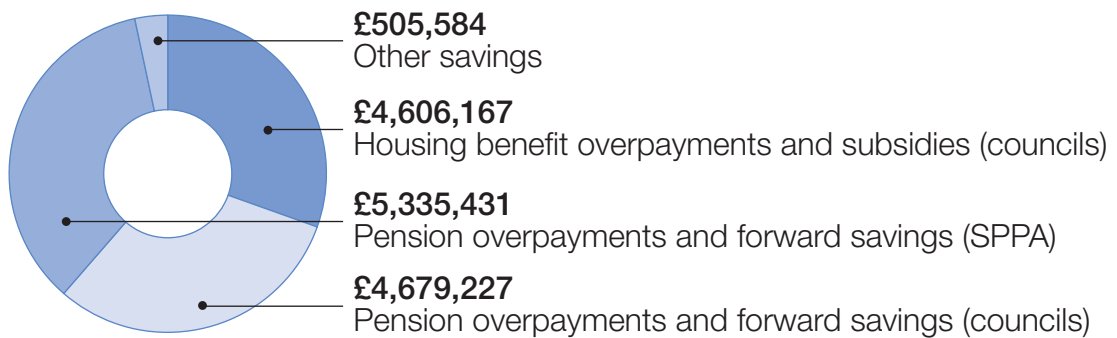 £505,584
Other savings
£4,606,167
Housing benefit overpayments and subsidies (councils)
£5,335,431
Pension overpayments and forward savings (SPPA)
£4,679,227
Pension overpayments and forward savings (councils)